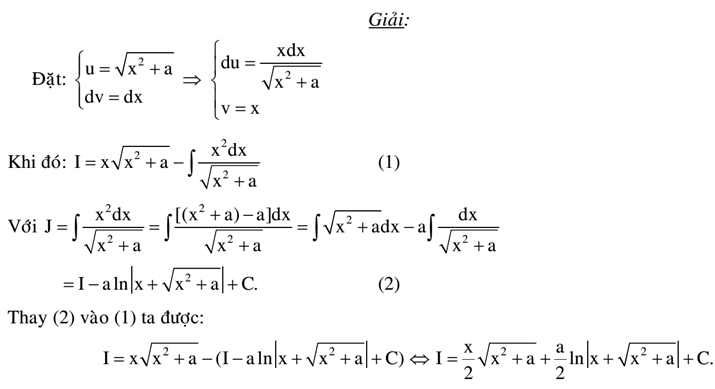 Giải:
Đặt: {u = √(x² + a); dv = dx ⇒ {du = xdx/√(x² + a); v = x
Khi đó: I = x√(x² + a) − ∫ x²dx/√(x² + a) (1)
Với J = ∫ x²dx/√(x² + a) = ∫ [(x² + a) − a]dx/√(x² + a) = ∫ √(x² + a)dx − a∫ dx/√(x² + a)
= I − a ln|x + √(x² + a)| + C. (2)
Thay (2) vào (1) ta được:
I = x√(x² + a) − (I − a ln|x + √(x² + a)| + C) ⇔ I = x/2 √(x² + a) + a/2 ln|x + √(x² + a)| + C.